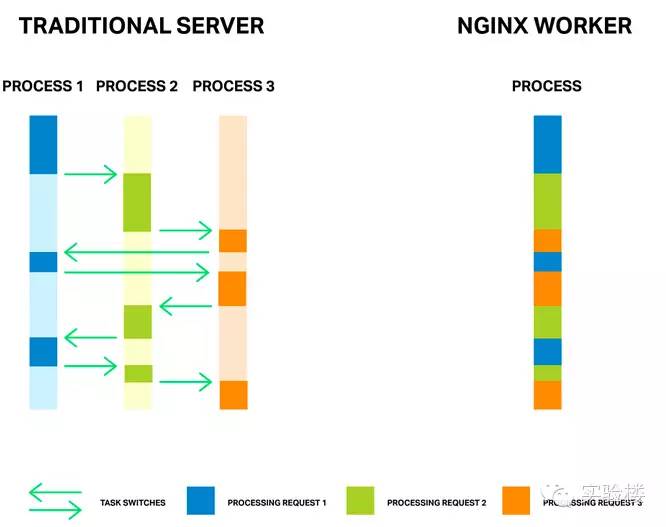 TRADITIONAL SERVER
NGINX WORKER
PROCESS 1 PROCESS 2 PROCESS 3
PROCESS
TASK SWITCHES
PROCESSING REQUEST 1
PROCESSING REQUEST 2
PROCESSING REQUEST 3
实验楼